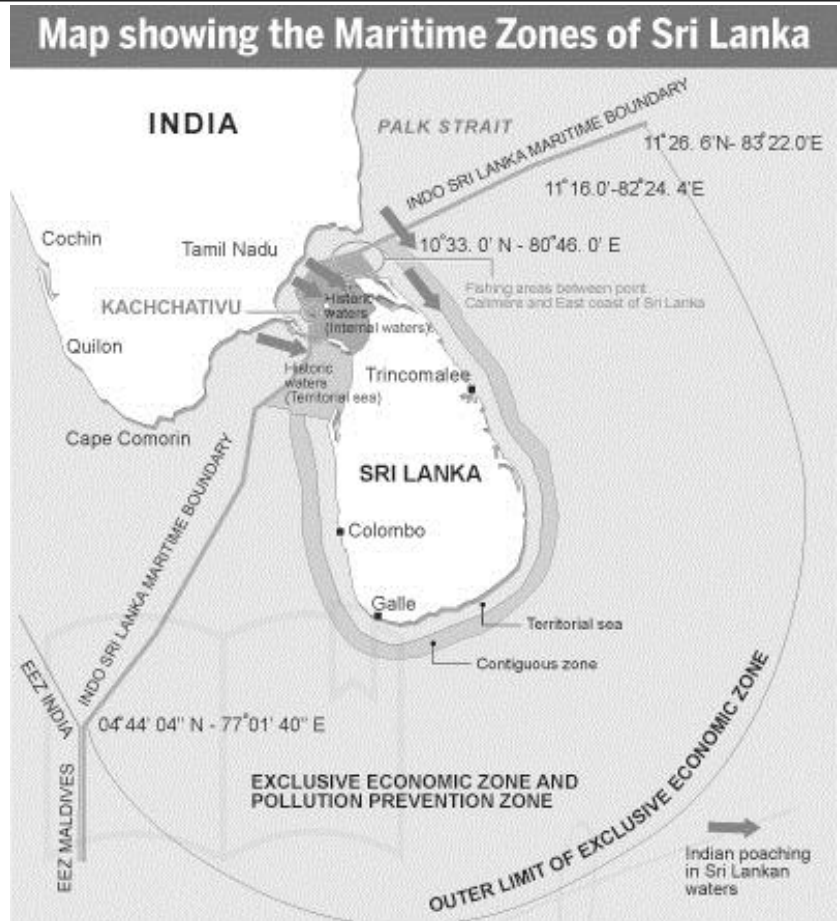 Map showing the Maritime Zones of Sri Lanka
INDIA
PALK STRAIT
INDO SRI LANKA MARITIME BOUNDARY
11°26. 6'N- 83°22.0'E
11°16.0'-82°24. 4'E
10°33. 0' N - 80°46. 0' E
Cochin
Tamil Nadu
Fishing areas between point
Calimere and East coast of Sri Lanka
KACHCHATIVU
Historic
waters
(Internal waters)
Quilon
Historic
waters
(Territorial sea)
Trincomalee
Cape Comorin
SRI LANKA
INDO SRI LANKA MARITIME BOUNDARY
Colombo
Galle
Territorial sea
Contiguous zone
EEZ INDIA
04°44' 04" N - 77°01' 40" E
EEZ MALDIVES
EXCLUSIVE ECONOMIC ZONE AND
POLLUTION PREVENTION ZONE
OUTER LIMIT OF EXCLUSIVE ECONOMIC ZONE
Indian poaching
in Sri Lankan
waters